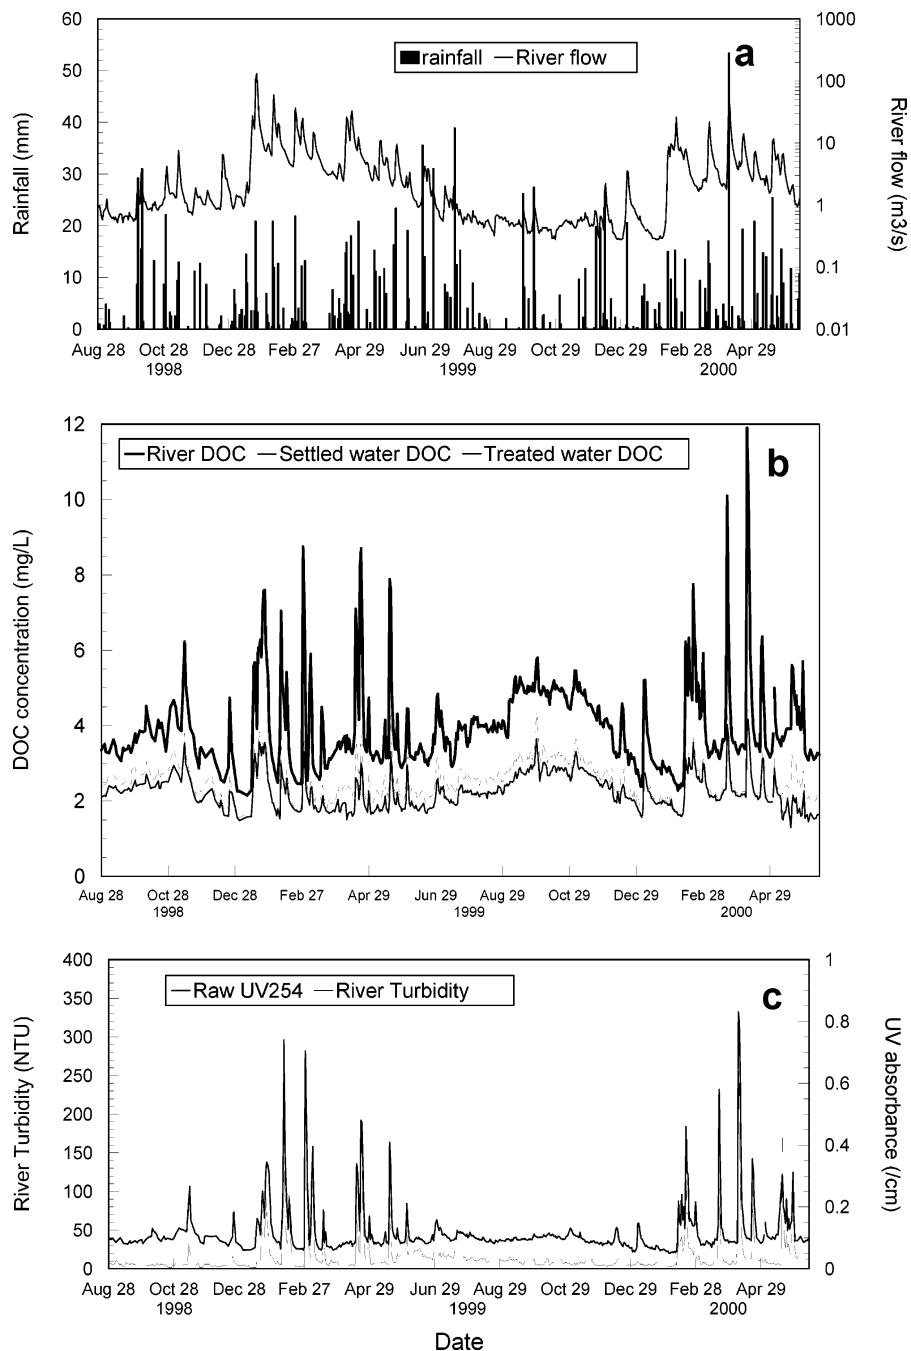 60
50
40
30
20
10
0
Rainfall (mm)
rainfall River flow
a
1000
100
10
1
0.1
0.01
River flow (m3/s)
Aug 28 Oct 28 Dec 28 Feb 27 Apr 29 Jun 29 Aug 29 Oct 29 Dec 29 Feb 28 Apr 29
1998 1999 2000
12
10
8
6
4
2
0
DOC concentration (mg/L)
River DOC Settled water DOC Treated water DOC
b
Aug 28 Oct 28 Dec 28 Feb 27 Apr 29 Jun 29 Aug 29 Oct 29 Dec 29 Feb 28 Apr 29
1998 1999 2000
400
350
300
250
200
150
100
50
0
River Turbidity (NTU)
Raw UV254 River Turbidity
c
1
0.8
0.6
0.4
0.2
0
UV absorbance (/cm)
Aug 28 Oct 28 Dec 28 Feb 27 Apr 29 Jun 29 Aug 29 Oct 29 Dec 29 Feb 28 Apr 29
1998 1999 2000
Date